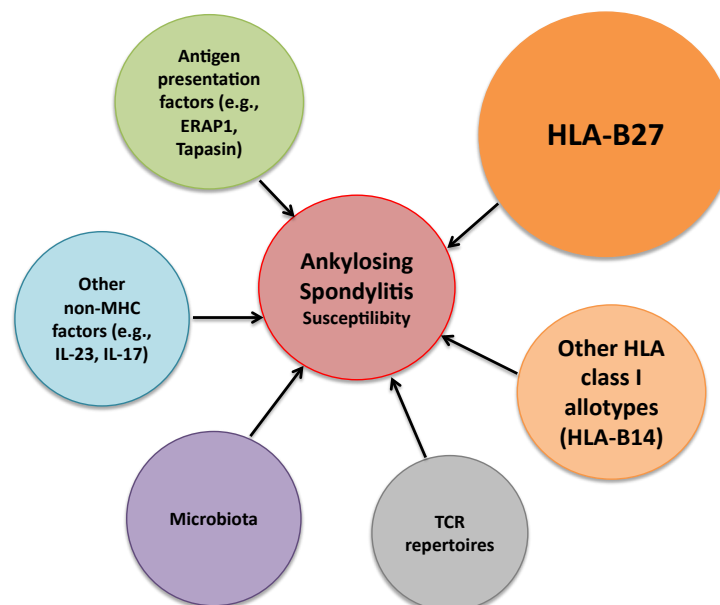 Antigen
presentation
factors (e.g.,
ERAP1,
Tapasin)
HLA-B27
Ankylosing
Spondylitis
Susceptilibity
Other
non-MHC
factors (e.g.,
IL-23, IL-17)
Other HLA
class I
allotypes
(HLA-B14)
Microbiota
TCR
repertoires